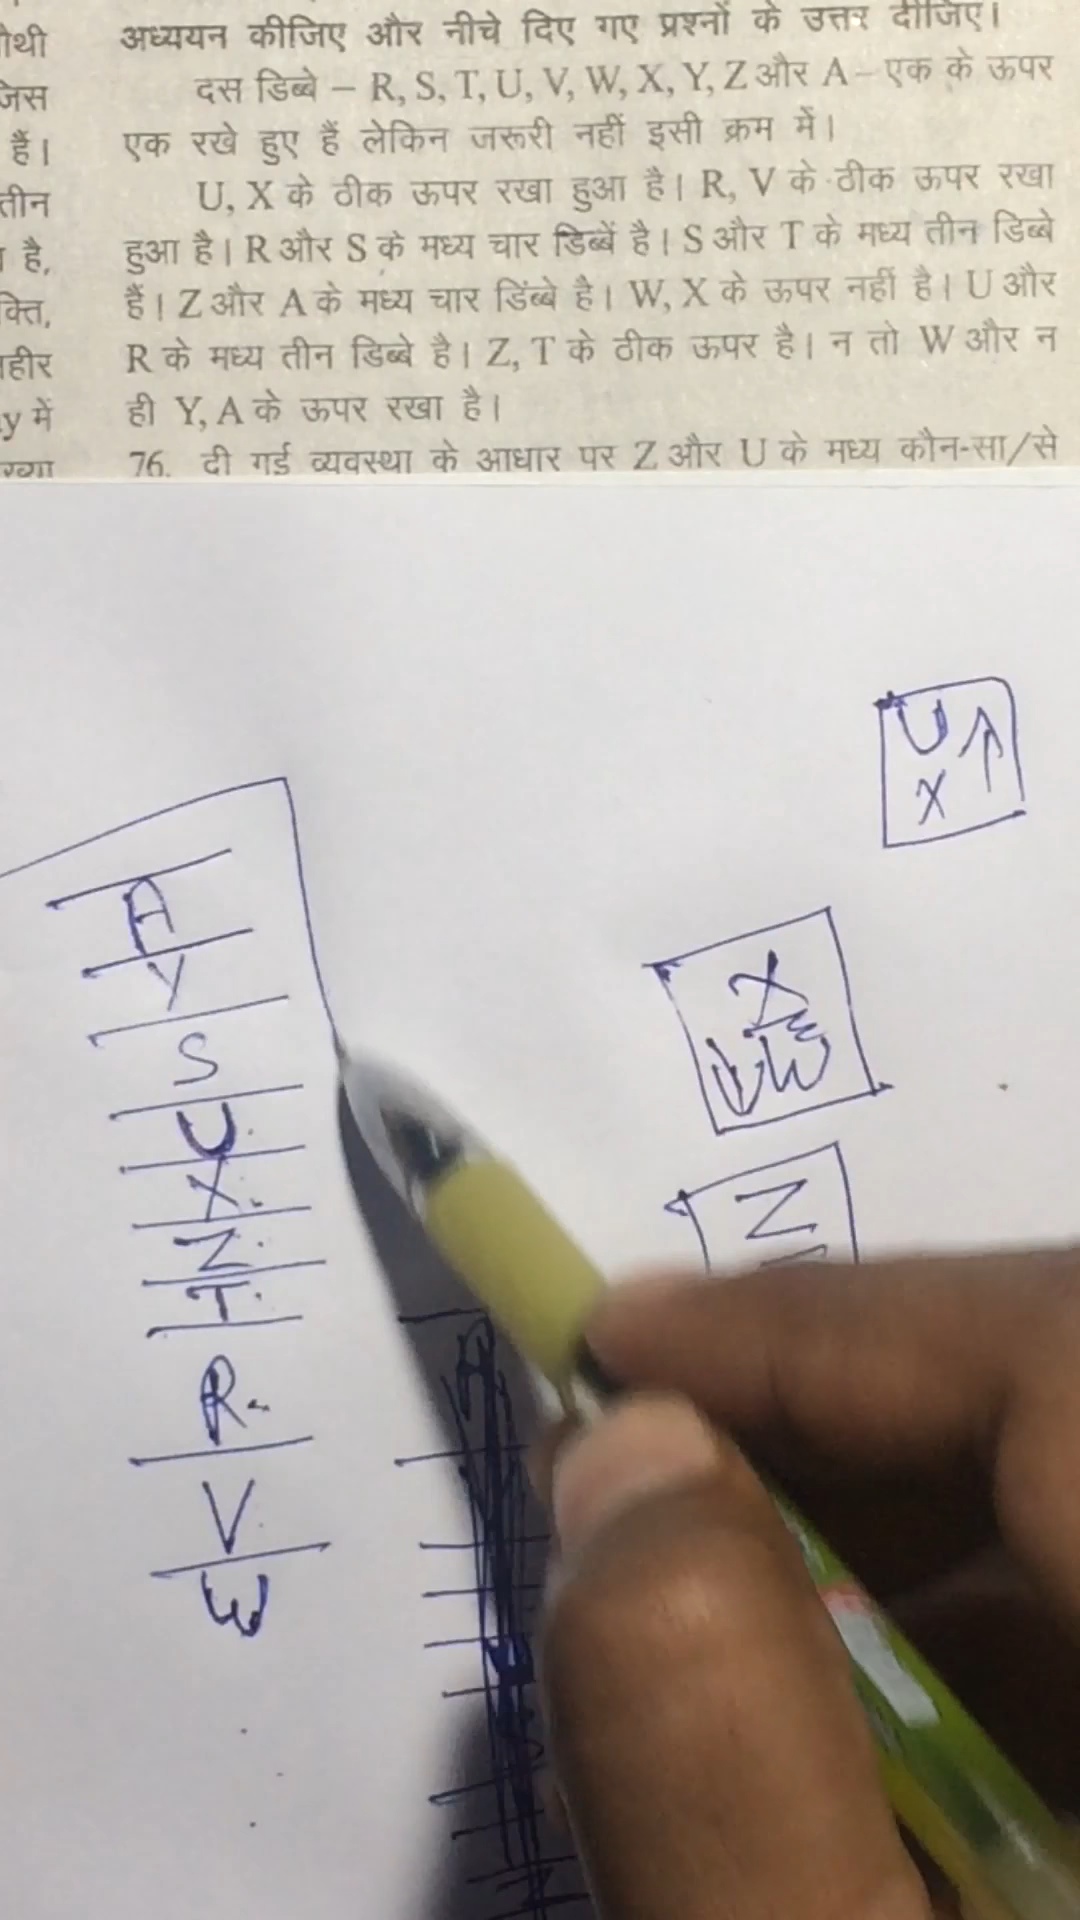 ोथी
जिस
हैं।
तीन
है,
क्ति,
ाहीर
y में
अध्ययन कीजिए और नीचे दिए गए प्रश्नों के उत्तर दीजिए।
दस डिब्बे – R, S, T, U, V, W, X, Y, Z और A – एक के ऊपर
एक रखे हुए हैं लेकिन जरूरी नहीं इसी क्रम में।
U, X के ठीक ऊपर रखा हुआ है। R, V के ठीक ऊपर रखा
हुआ है। R और S के मध्य चार डिब्बें है। S और T के मध्य तीन डिब्बे
हैं। Z और A के मध्य चार डिंब्बे है। W, X के ऊपर नहीं है। U और
R के मध्य तीन डिब्बे है। Z, T के ठीक ऊपर है। न तो W और न
ही Y, A के ऊपर रखा है।
76. दी गई व्यवस्था के आधार पर Z और U के मध्य कौन-सा/से
U
X
X
W
Z
A
Y
S
U
X
Z
T
R
V
W